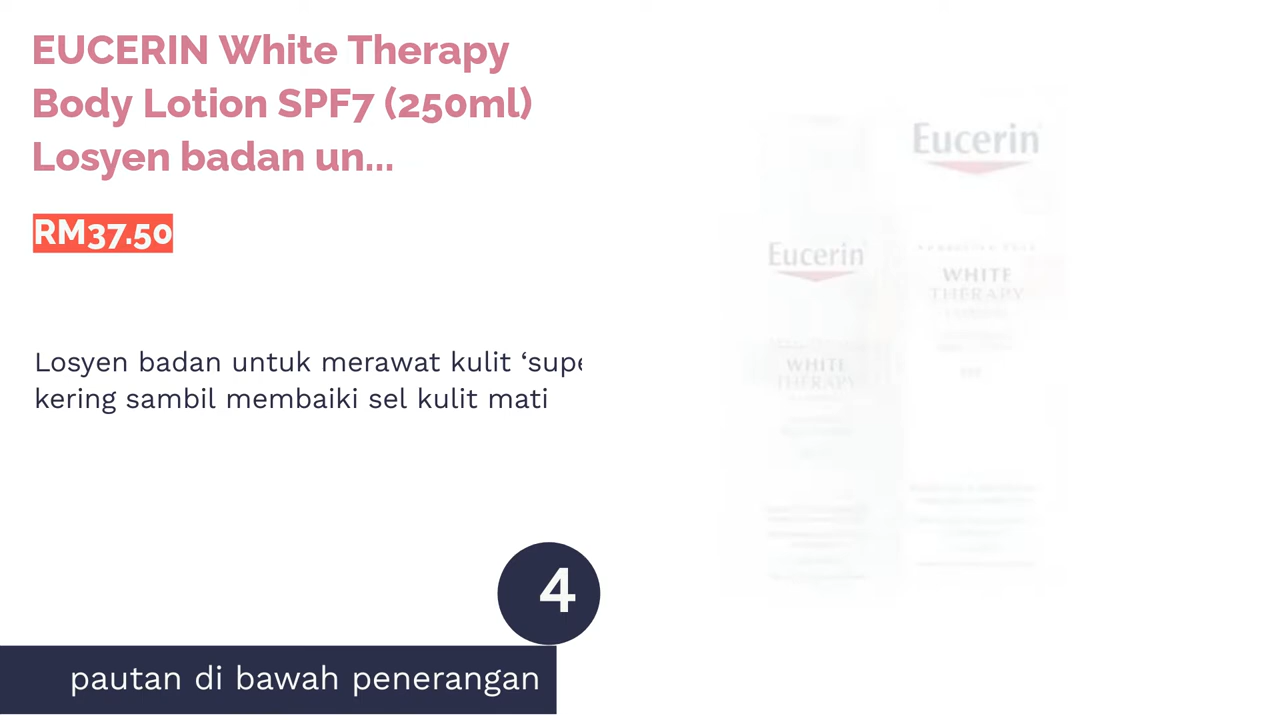 EUCERIN White Therapy
Body Lotion SPF7 (250ml)
Losyen badan un...
RM37.50
Losyen badan untuk merawat kulit ‘supe
kering sambil membaiki sel kulit mati
4
pautan di bawah penerangan
Eucerin
WHITE
THERAPY
Eucerin
WHITE
THERAPY